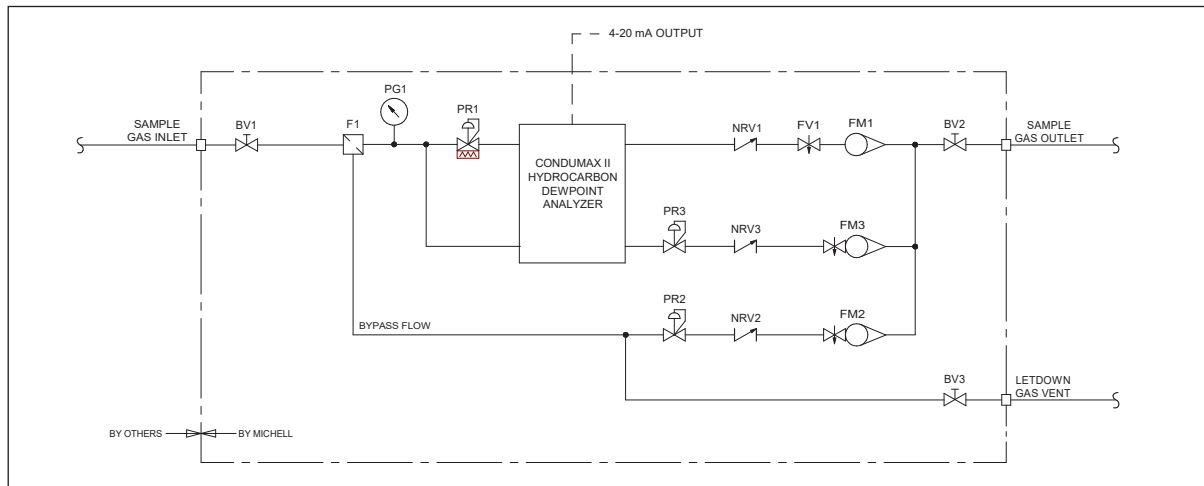 4-20 mA OUTPUT
PG1
SAMPLE
GAS INLET
BV1
F1
PR1
CONDUMAX II
HYDROCARBON
DEWPOINT
ANALYZER
NRV1
FV1
FM1
BV2
SAMPLE
GAS OUTLET
PR3
NRV3
FM3
BYPASS FLOW
PR2
NRV2
FM2
BV3
LETDOWN
GAS VENT
BY OTHERS
BY MICHELL